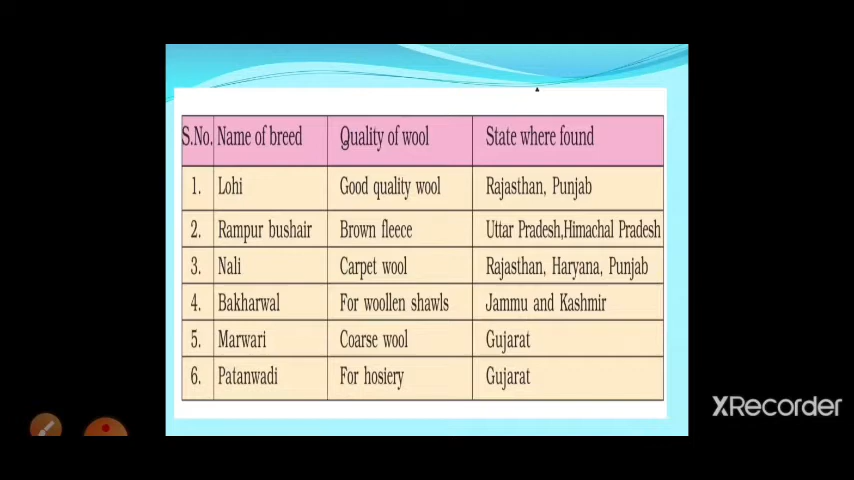 S.No. Name of breed Quality of wool State where found
1. Lohi Good quality wool Rajasthan, Punjab
2. Rampur bushair Brown fleece Uttar Pradesh,Himachal Pradesh
3. Nali Carpet wool Rajasthan, Haryana, Punjab
4. Bakharwal For woollen shawls Jammu and Kashmir
5. Marwari Coarse wool Gujarat
6. Patanwadi For hosiery Gujarat
XRecorder